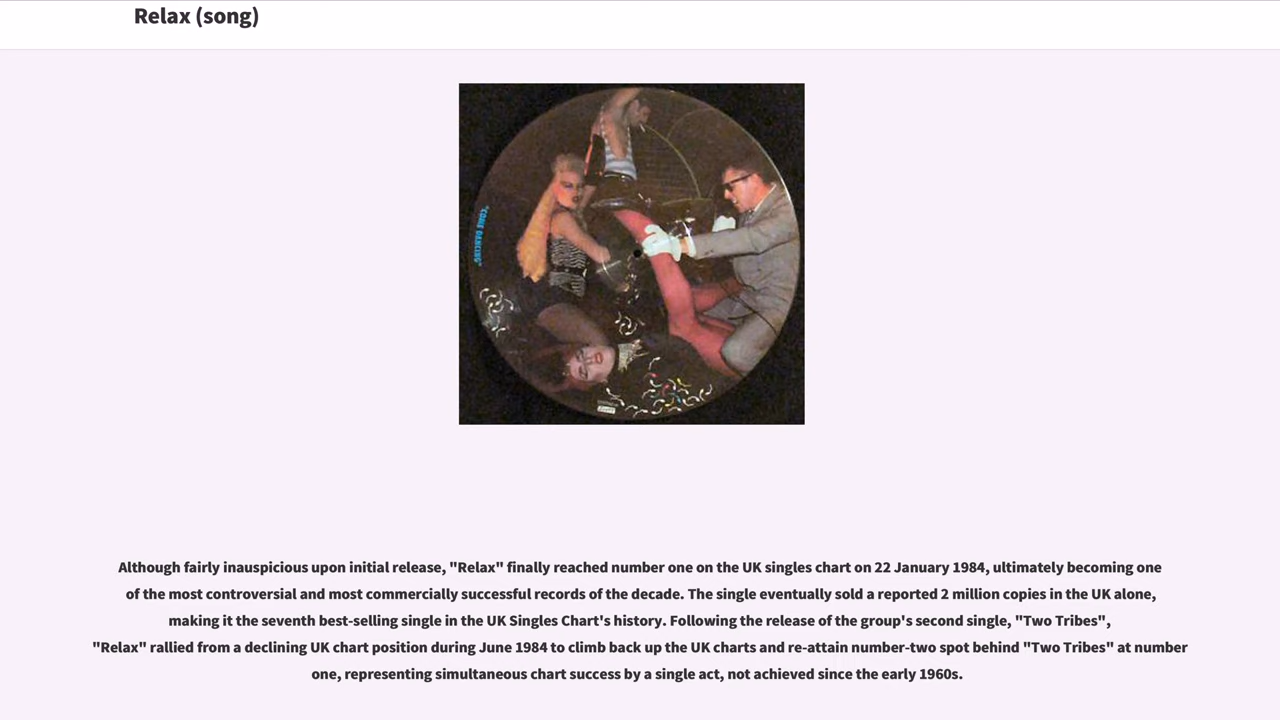 Relax (song)
"COME DANCING"
Although fairly inauspicious upon initial release, "Relax" finally reached number one on the UK singles chart on 22 January 1984, ultimately becoming one
of the most controversial and most commercially successful records of the decade. The single eventually sold a reported 2 million copies in the UK alone,
making it the seventh best-selling single in the UK Singles Chart's history. Following the release of the group's second single, "Two Tribes",
"Relax" rallied from a declining UK chart position during June 1984 to climb back up the UK charts and re-attain number-two spot behind "Two Tribes" at number
one, representing simultaneous chart success by a single act, not achieved since the early 1960s.